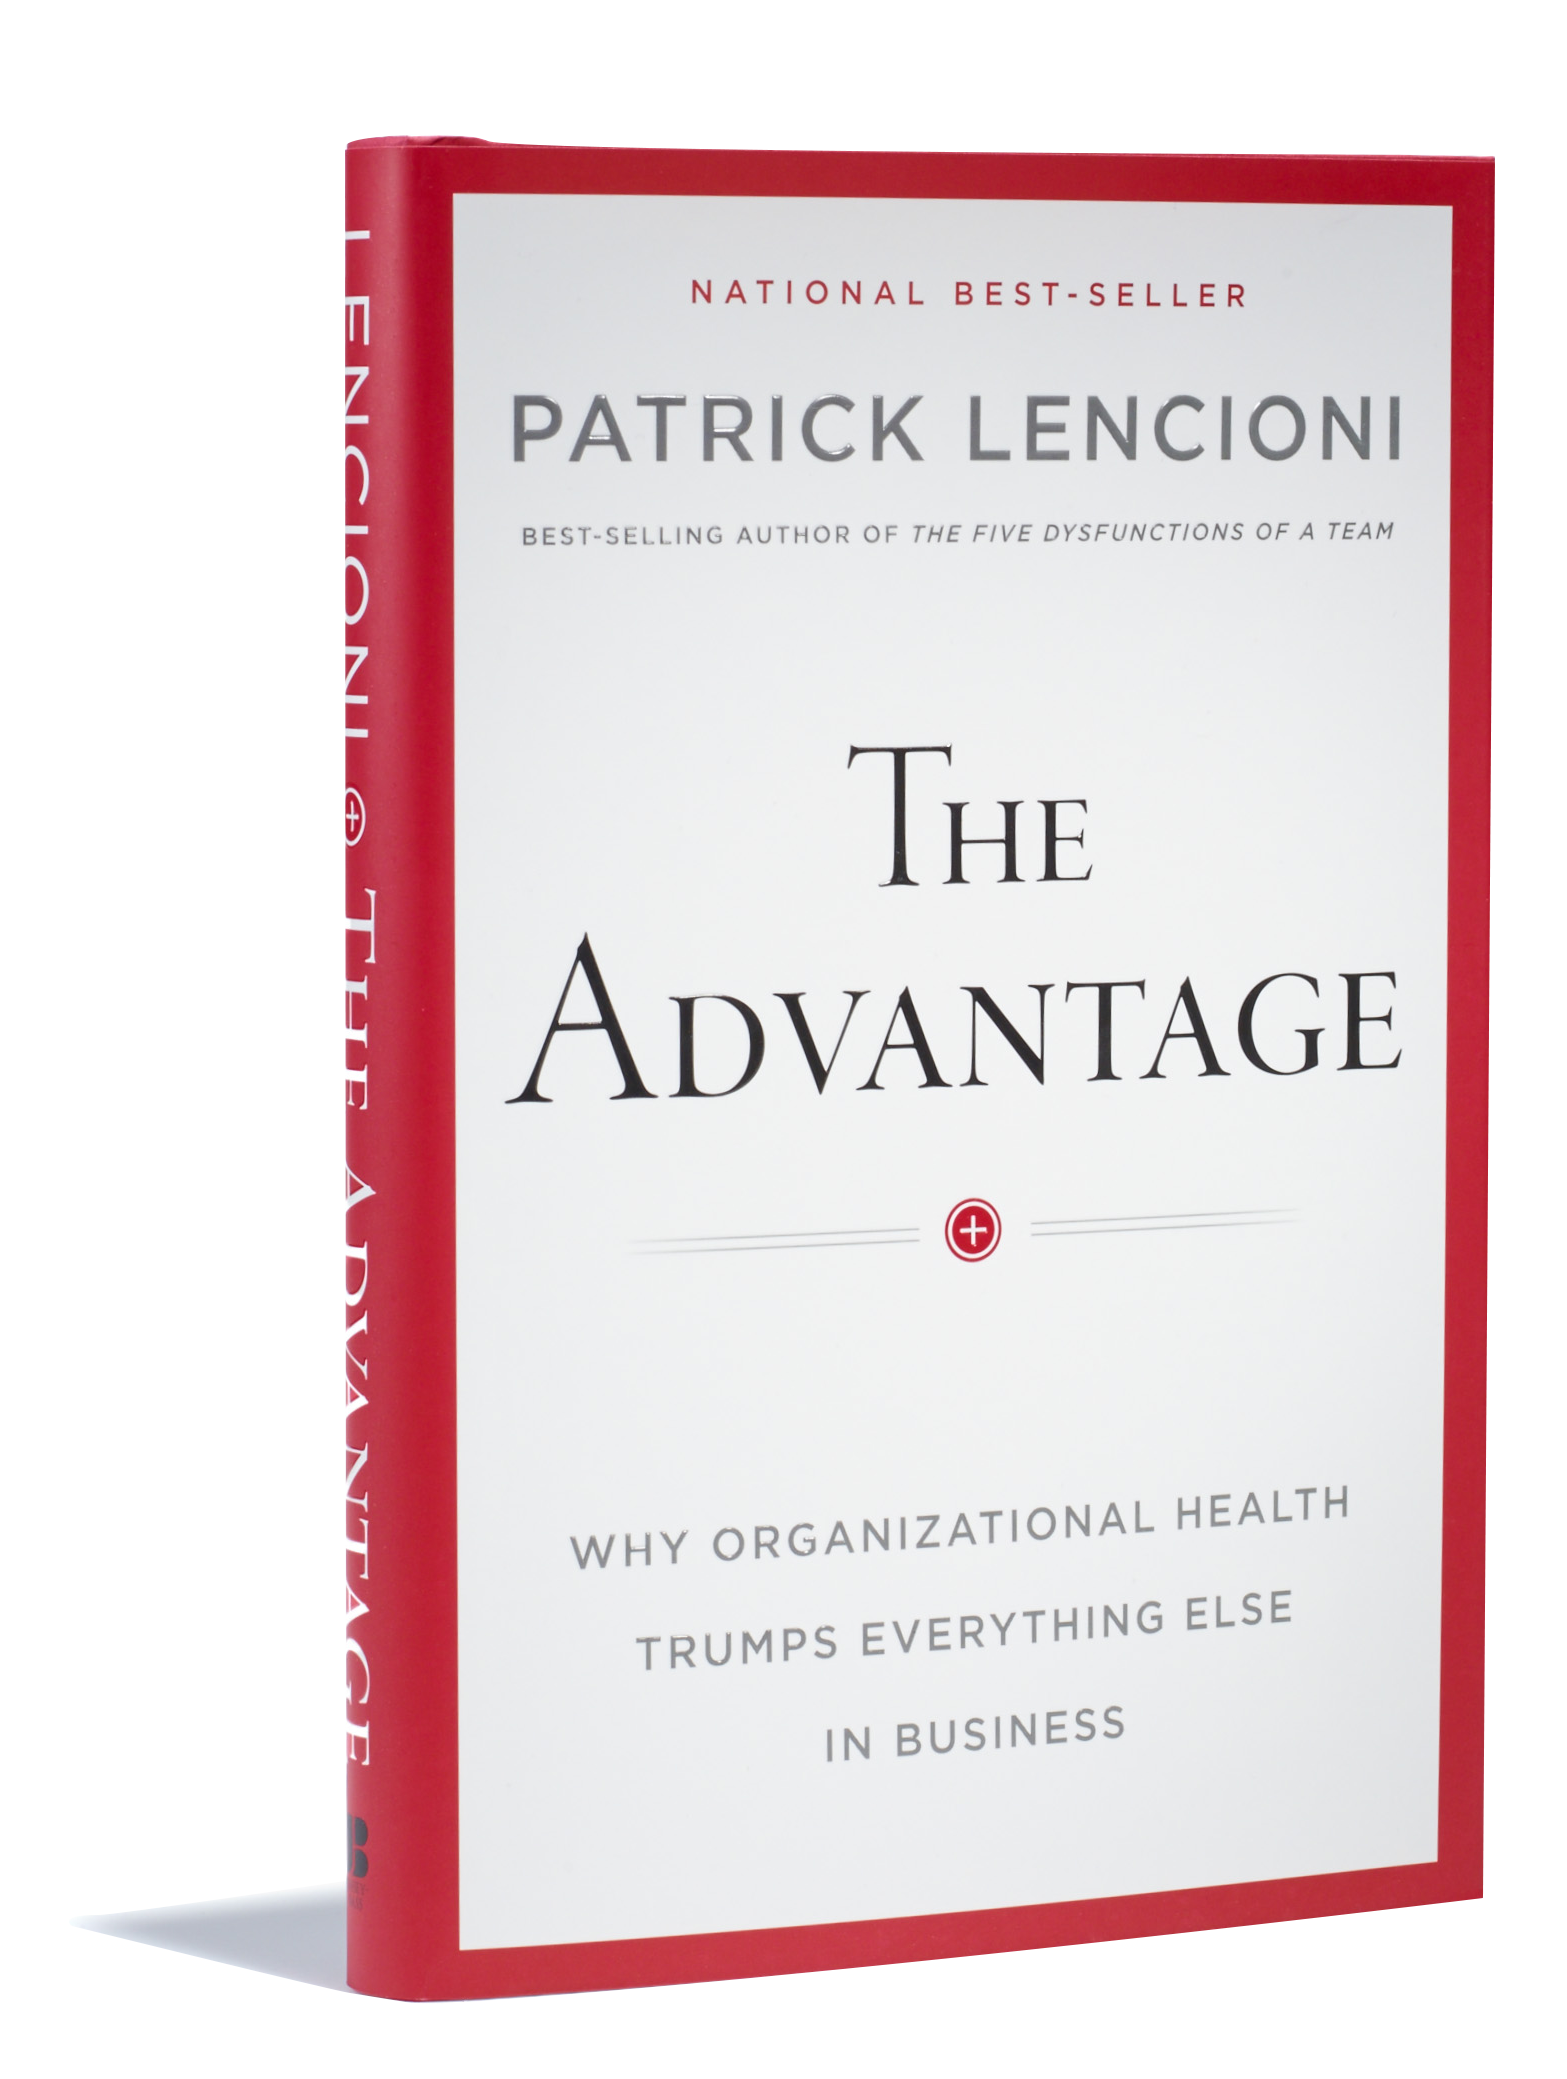 NATIONAL BEST-SELLER
PATRICK LENCIONI
BEST-SELLING AUTHOR OF THE FIVE DYSFUNCTIONS OF A TEAM
THE
ADVANTAGE
WHY ORGANIZATIONAL HEALTH
TRUMPS EVERYTHING ELSE
IN BUSINESS
LENCIONI THE ADVANTAGE